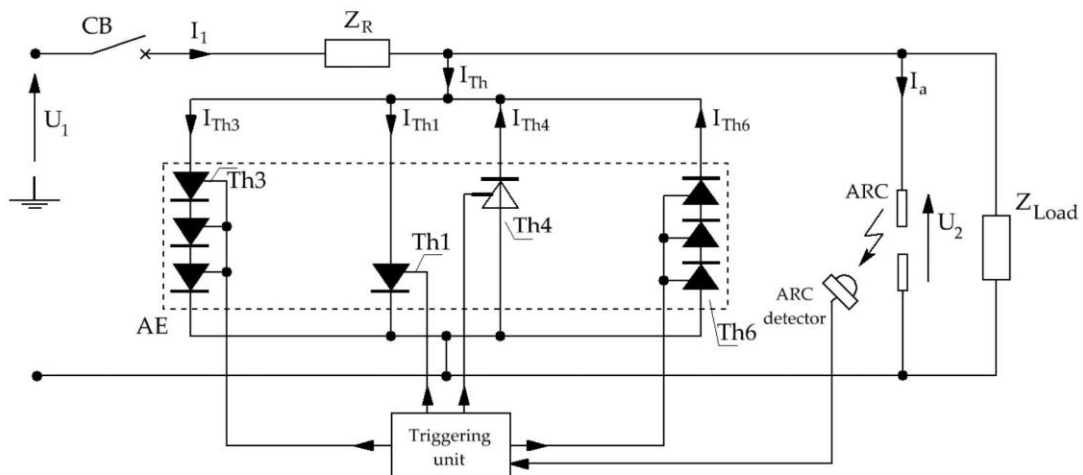 CB
I1
ZR
ITh
Ia
U1
ITh3
ITh1
ITh4
ITh6
Th3
Th4
Th1
ARC
U2
ZLoad
ARC
detector
AE
Th6
Triggering
unit